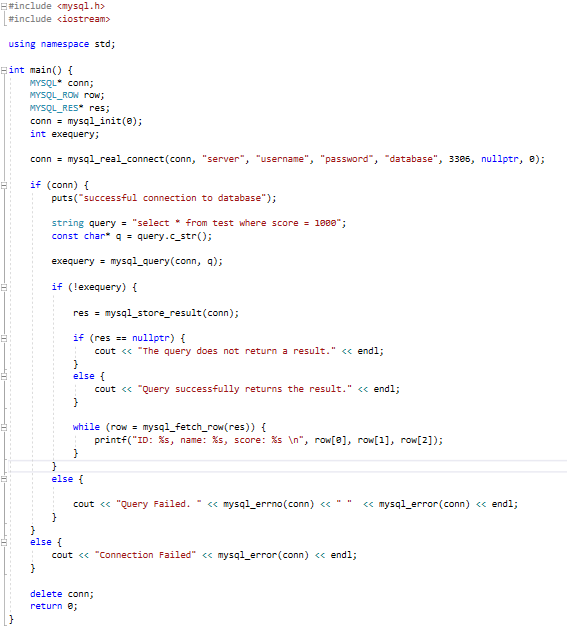 #include <mysql.h>
#include <iostream>
using namespace std;
int main() {
MYSQL* conn;
MYSQL_ROW row;
MYSQL_RES* res;
conn = mysql_init(0);
int exequery;
conn = mysql_real_connect(conn, "server", "username", "password", "database", 3306, nullptr, 0);
if (conn) {
puts("successful connection to database");
string query = "select * from test where score = 1000";
const char* q = query.c_str();
exequery = mysql_query(conn, q);
if (!exequery) {
res = mysql_store_result(conn);
if (res == nullptr) {
cout << "The query does not return a result." << endl;
}
else {
cout << "Query successfully returns the result." << endl;
}
while (row = mysql_fetch_row(res)) {
printf("ID: %s, name: %s, score: %s \n", row[0], row[1], row[2]);
}
}
else {
cout << "Query Failed. " << mysql_errno(conn) << " "  << mysql_error(conn) << endl;
}
}
else {
cout << "Connection Failed" << mysql_error(conn) << endl;
}
delete conn;
return 0;
}